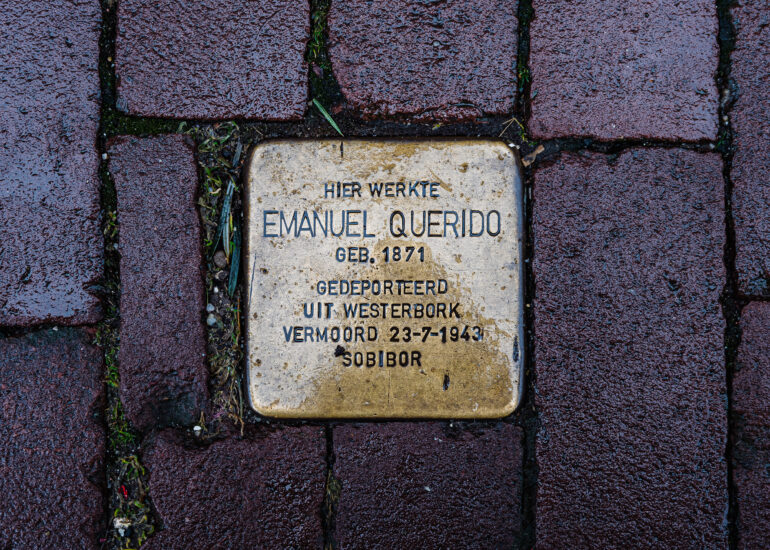 HIER WERKTE
EMANUEL QUERIDO
GEB. 1871
GEDEPORTEERD
UIT WESTERBORK
VERMOORD 23-7-1943
SOBIBOR